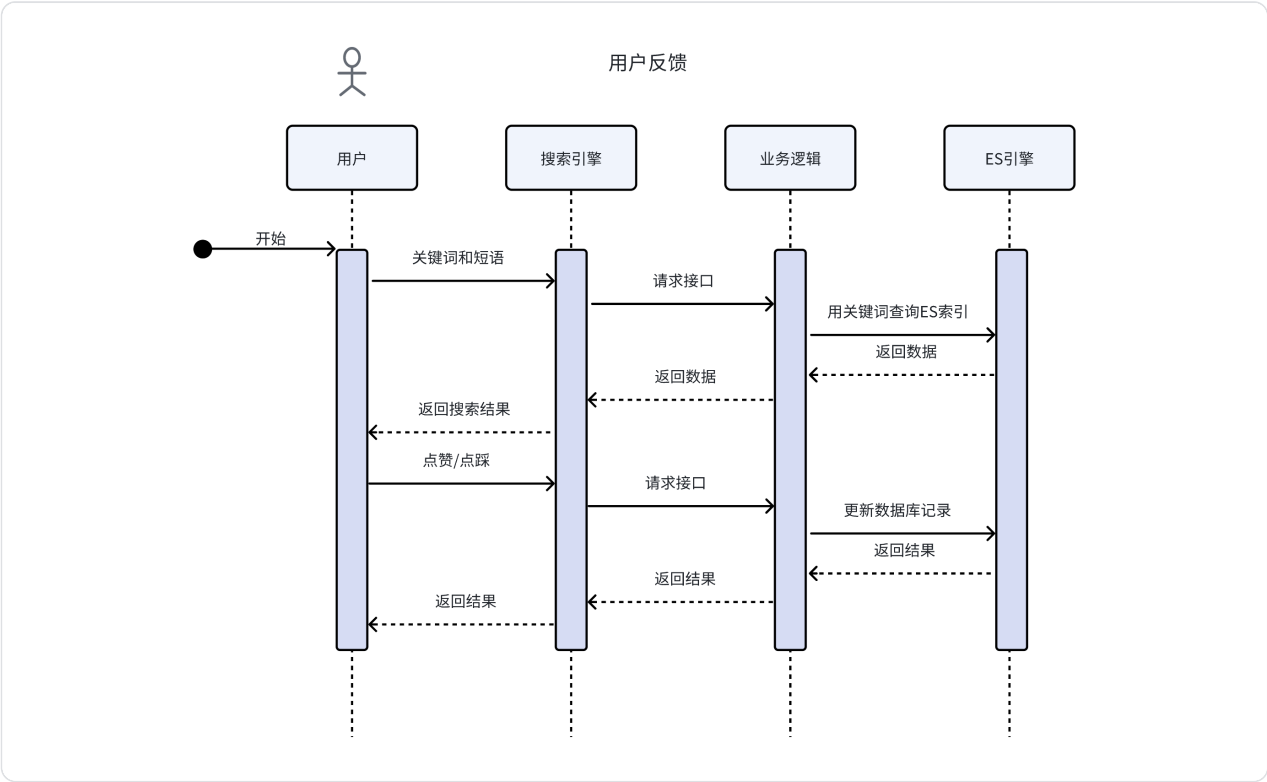 用户反馈
用户
搜索引擎
业务逻辑
ES引擎
开始
关键词和短语
请求接口
用关键词查询ES索引
返回数据
返回数据
返回搜索结果
点赞/点踩
请求接口
更新数据库记录
返回结果
返回结果
返回结果